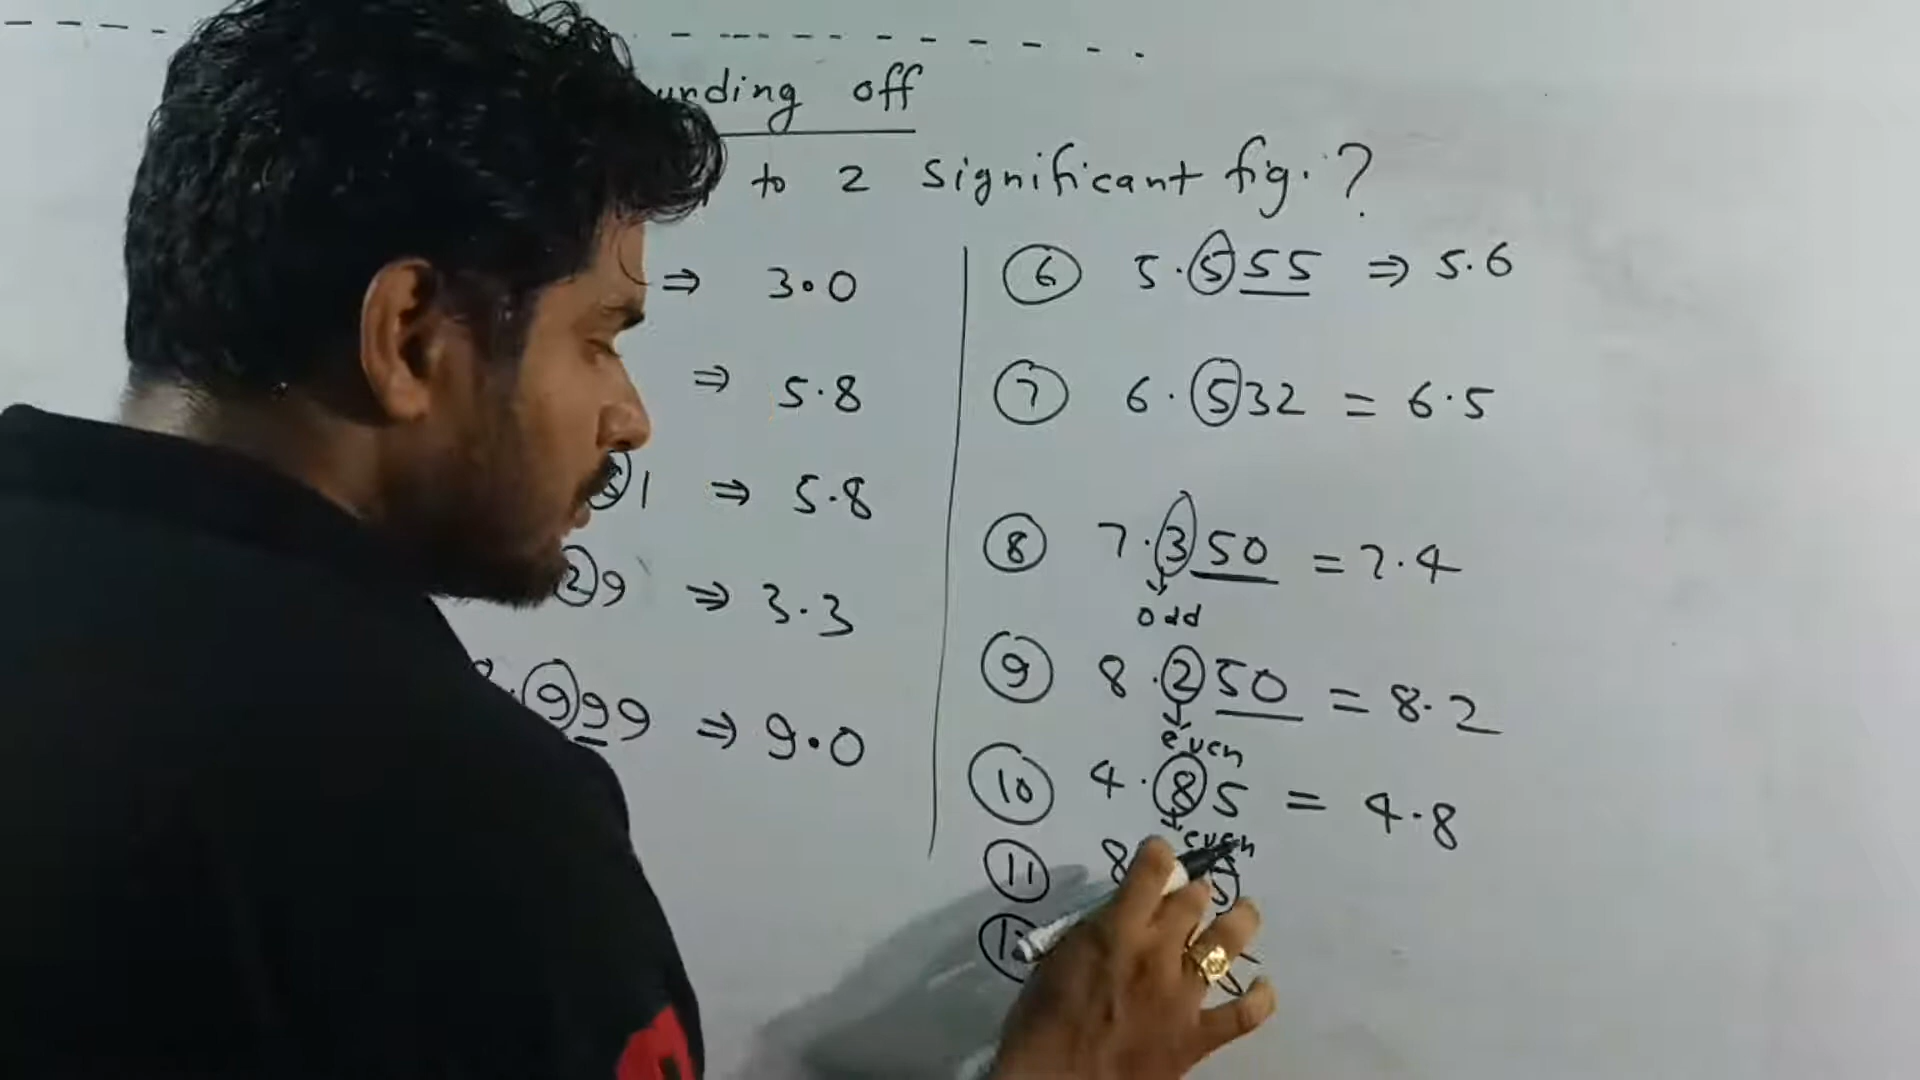 off
to 2 significant fig. ?
⇒ 3.0
⇒ 5.8
1 ⇒ 5.8
29 ⇒ 3.3
.999 ⇒ 9.0
6 5.555 ⇒ 5.6
7 6.532 = 6.5
8 7.350 = 7.4
odd
9 8.250 = 8.2
even
10 4.85 = 4.8
even
11 8